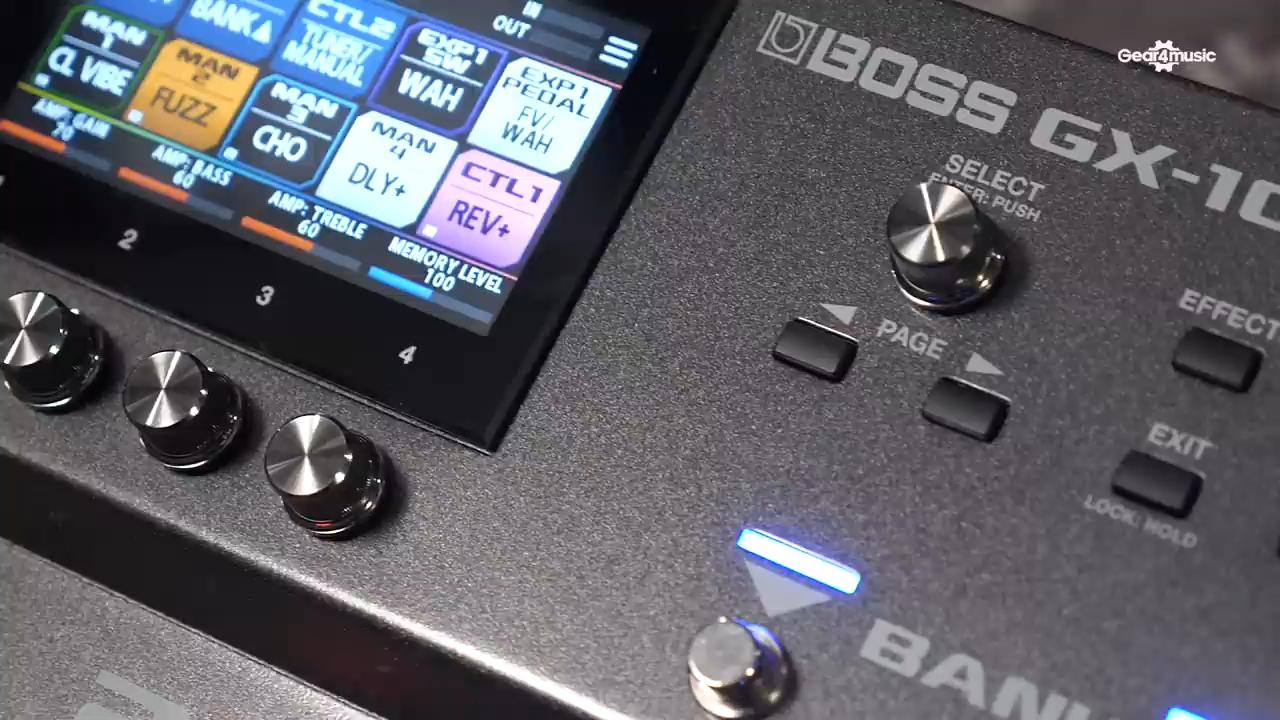 BANK▲
CTL2
TUNER/
MANUAL
IN
OUT
MAN
1
CL VIBE
MAN
2
FUZZ
MAN
3
CHO
EXP1
SW
WAH
EXP1
PEDAL
FV/
WAH
MAN
4
DLY+
CTL1
REV+
AMP: GAIN
70
AMP: BASS
60
AMP: TREBLE
60
MEMORY LEVEL
100
2
3
4
BOSS GX-10
Gear4music
SELECT
ENTER: PUSH
◀ PAGE ▶
EFFECT
EXIT
LOCK: HOLD
BANK